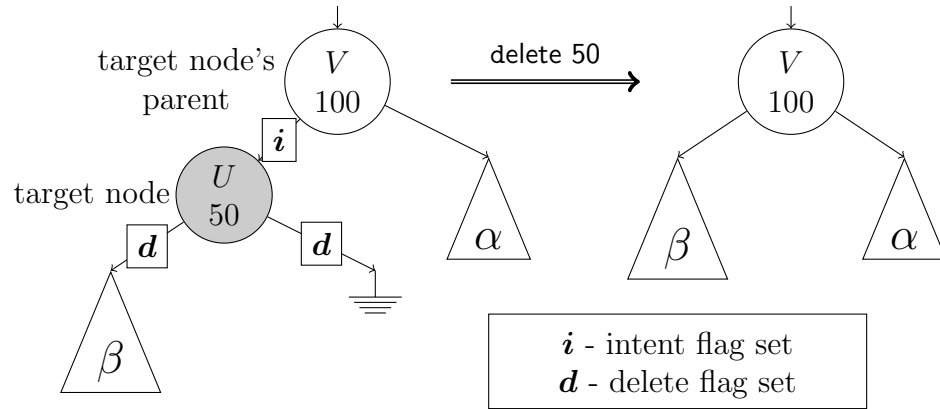 target node's
parent
V
100
delete 50
V
100
i
target node
U
50
d
d
α
β
β
α
i - intent flag set
d - delete flag set